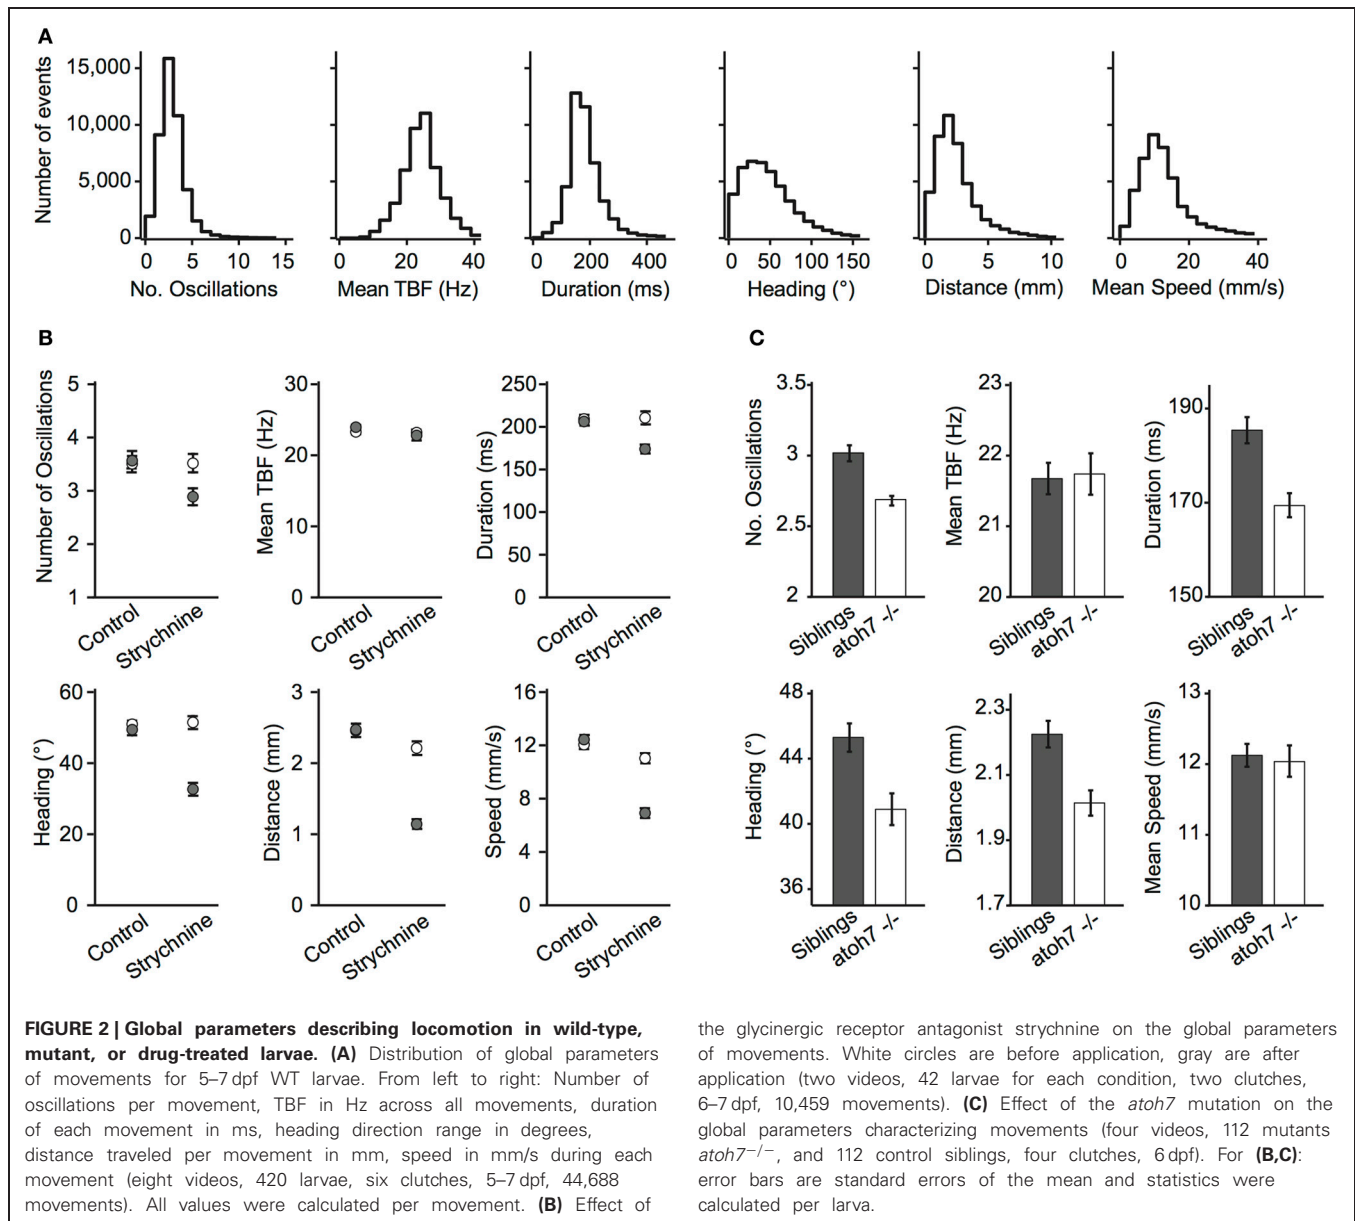 A
Number of events
15,000
10,000
5,000
0
0 5 10 15
No. Oscillations
0 20 40
Mean TBF (Hz)
0 200 400
Duration (ms)
0 50 100 150
Heading (°)
0 5 10
Distance (mm)
0 20 40
Mean Speed (mm/s)
B
Number of Oscillations
5
4
3
2
1
Control
Strychnine
Mean TBF (Hz)
30
20
10
0
Control
Strychnine
Duration (ms)
250
200
150
100
50
0
Control
Strychnine
Heading (°)
60
40
20
0
Control
Strychnine
Distance (mm)
3
2
1
0
Control
Strychnine
Speed (mm/s)
16
12
8
4
0
Control
Strychnine
C
No. Oscillations
3.5
3
2.5
2
Siblings
atoh7 -/-
Mean TBF (Hz)
23
22
21
20
Siblings
atoh7 -/-
Duration (ms)
190
170
150
Siblings
atoh7 -/-
Heading (°)
48
44
40
36
Siblings
atoh7 -/-
Distance (mm)
2.3
2.1
1.9
1.7
Siblings
atoh7 -/-
Mean Speed (mm/s)
13
12
11
10
Siblings
atoh7 -/-
FIGURE 2 | Global parameters describing locomotion in wild-type,
mutant, or drug-treated larvae. (A) Distribution of global parameters
of movements for 5–7 dpf WT larvae. From left to right: Number of
oscillations per movement, TBF in Hz across all movements, duration
of each movement in ms, heading direction range in degrees,
distance traveled per movement in mm, speed in mm/s during each
movement (eight videos, 420 larvae, six clutches, 5–7 dpf, 44,688
movements). All values were calculated per movement. (B) Effect of
the glycinergic receptor antagonist strychnine on the global parameters
of movements. White circles are before application, gray are after
application (two videos, 42 larvae for each condition, two clutches,
6–7 dpf, 10,459 movements). (C) Effect of the atoh7 mutation on the
global parameters characterizing movements (four videos, 112 mutants
atoh7−/−, and 112 control siblings, four clutches, 6 dpf). For (B,C):
error bars are standard errors of the mean and statistics were
calculated per larva.